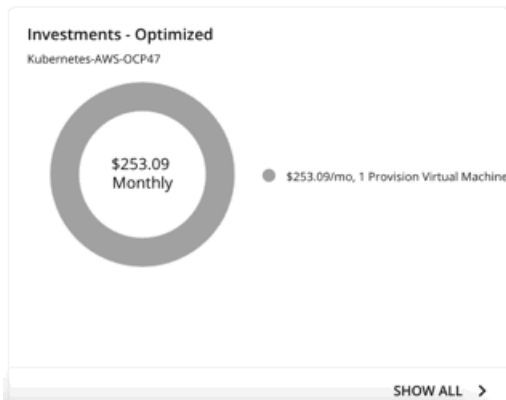 Investments - Optimized
Kubernetes-AWS-OCP47
$253.09
Monthly
$253.09/mo, 1 Provision Virtual Machine
SHOW ALL